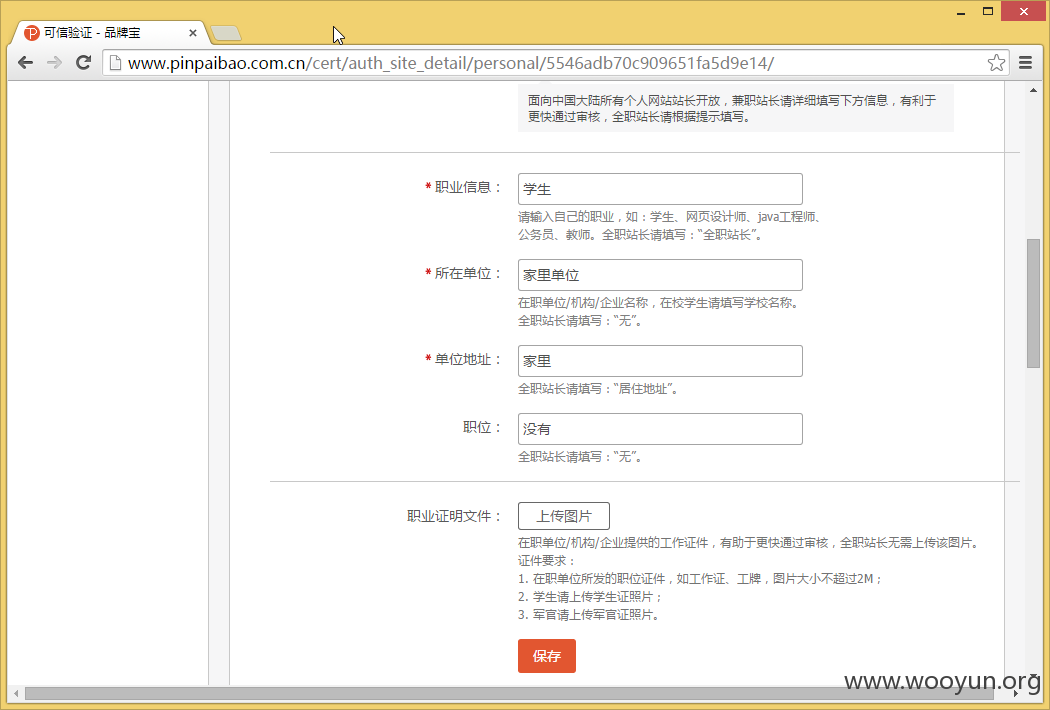 可信验证 - 品牌宝
www.pinpaibao.com.cn/cert/auth_site_detail/personal/5546adb70c909651fa5d9e14/
面向中国大陆所有个人网站站长开放，兼职站长请详细填写下方信息，有利于
更快通过审核，全职站长请根据提示填写。
* 职业信息： 学生
请输入自己的职业，如：学生、网页设计师、java工程师、
公务员、教师。全职站长请填写：“全职站长”。
* 所在单位： 家里单位
在职单位/机构/企业名称，在校学生请填写学校名称。
全职站长请填写：“无”。
* 单位地址： 家里
全职站长请填写：“居住地址”。
职位： 没有
全职站长请填写：“无”。
职业证明文件： 上传图片
在职单位/机构/企业提供的工作证件，有助于更快通过审核，全职站长无需上传该图片。
证件要求：
1. 在职单位所发的职位证件，如工作证、工牌，图片大小不超过2M；
2. 学生请上传学生证照片；
3. 军官请上传军官证照片。
保存
www.wooyun.org